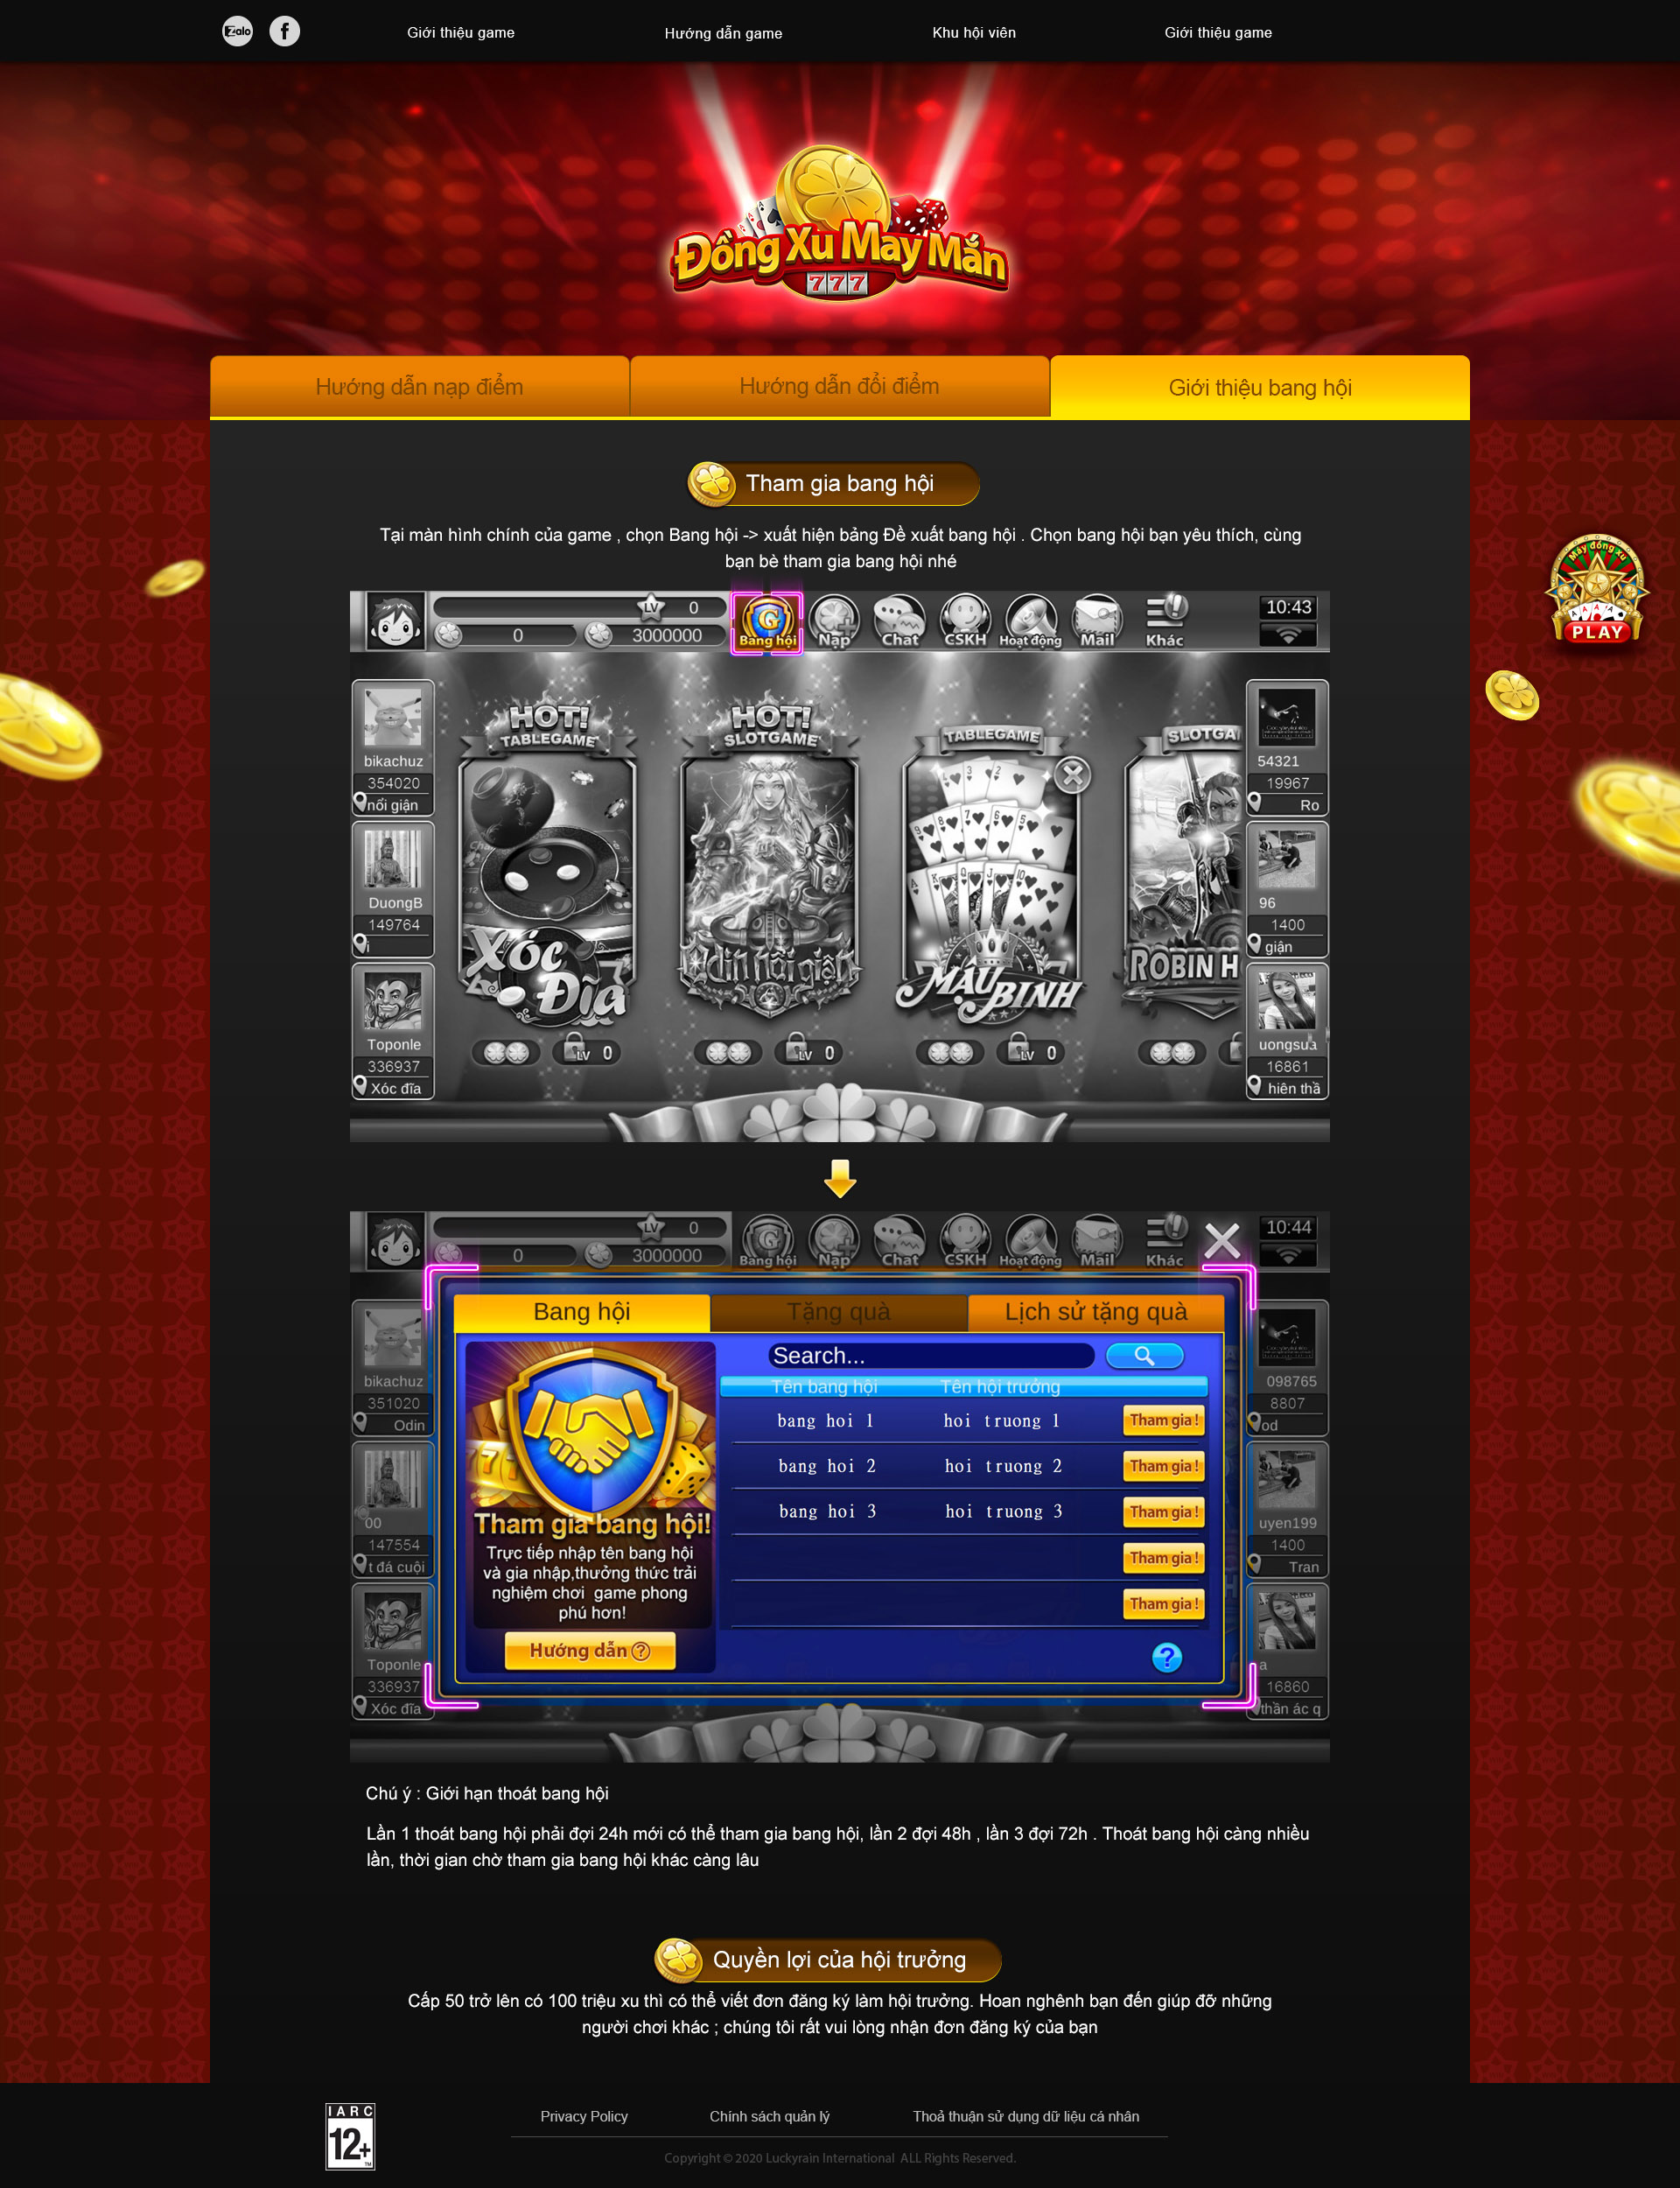 Zalo
Giới thiệu game
Hướng dẫn game
Khu hội viên
Giới thiệu game
Đồng Xu May Mắn
777
Hướng dẫn nạp điểm
Hướng dẫn đổi điểm
Giới thiệu bang hội
Tham gia bang hội
Tại màn hình chính của game , chọn Bang hội -> xuất hiện bảng Đề xuất bang hội . Chọn bang hội bạn yêu thích, cùng
bạn bè tham gia bang hội nhé
Máy đồng xu
PLAY
LV 0
0 3000000
Bang hội
Nạp
Chat
CSKH
Hoạt động
Mail
Khác
10:43
bikachuz
354020
nổi giận
DuongB
149764
i
Toponle
336937
Xóc đĩa
HOT!
TABLEGAME
Xóc Đĩa
LV 0
HOT!
SLOTGAME
Odin nổi giận
LV 0
TABLEGAME
MẬU BINH
LV 0
SLOTGA
ROBIN H
54321
19967
Ro
96
1400
giận
uongsua
16861
hiên thầ
LV 0
0 3000000
Bang hội
Nạp
Chat
CSKH
Hoạt động
Mail
Khác
10:44
bikachuz
351020
Odin
00
147554
t đá cuội
Toponle
336937
Xóc đĩa
Bang hội
Tặng quà
Lịch sử tặng quà
Search...
Tên bang hội Tên hội trưởng
bang hoi 1 hoi truong 1 Tham gia !
bang hoi 2 hoi truong 2 Tham gia !
bang hoi 3 hoi truong 3 Tham gia !
Tham gia !
Tham gia !
Tham gia bang hội!
Trực tiếp nhập tên bang hội
và gia nhập,thưởng thức trải
nghiệm chơi game phong
phú hơn!
Hướng dẫn ?
?
098765
8807
od
uyen199
1400
Tran
a
16860
thần ác q
Chú ý : Giới hạn thoát bang hội
Lần 1 thoát bang hội phải đợi 24h mới có thể tham gia bang hội, lần 2 đợi 48h , lần 3 đợi 72h . Thoát bang hội càng nhiều
lần, thời gian chờ tham gia bang hội khác càng lâu
Quyền lợi của hội trưởng
Cấp 50 trở lên có 100 triệu xu thì có thể viết đơn đăng ký làm hội trưởng. Hoan nghênh bạn đến giúp đỡ những
người chơi khác ; chúng tôi rất vui lòng nhận đơn đăng ký của bạn
IARC
12+
TM
Privacy Policy
Chính sách quản lý
Thoả thuận sử dụng dữ liệu cá nhân
Copyright © 2020 Luckyrain International ALL Rights Reserved.